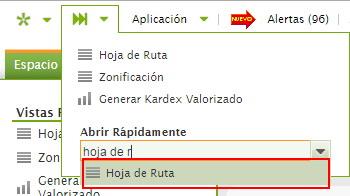 Aplicación
NUEVO
Alertas (96)
Espacio
Hoja de Ruta
Zonificación
Generar Kardex Valorizado
Abrir Rápidamente
hoja de r
Hoja de Ruta
Vistas
Hoja
Zon
Gene
Valorizado